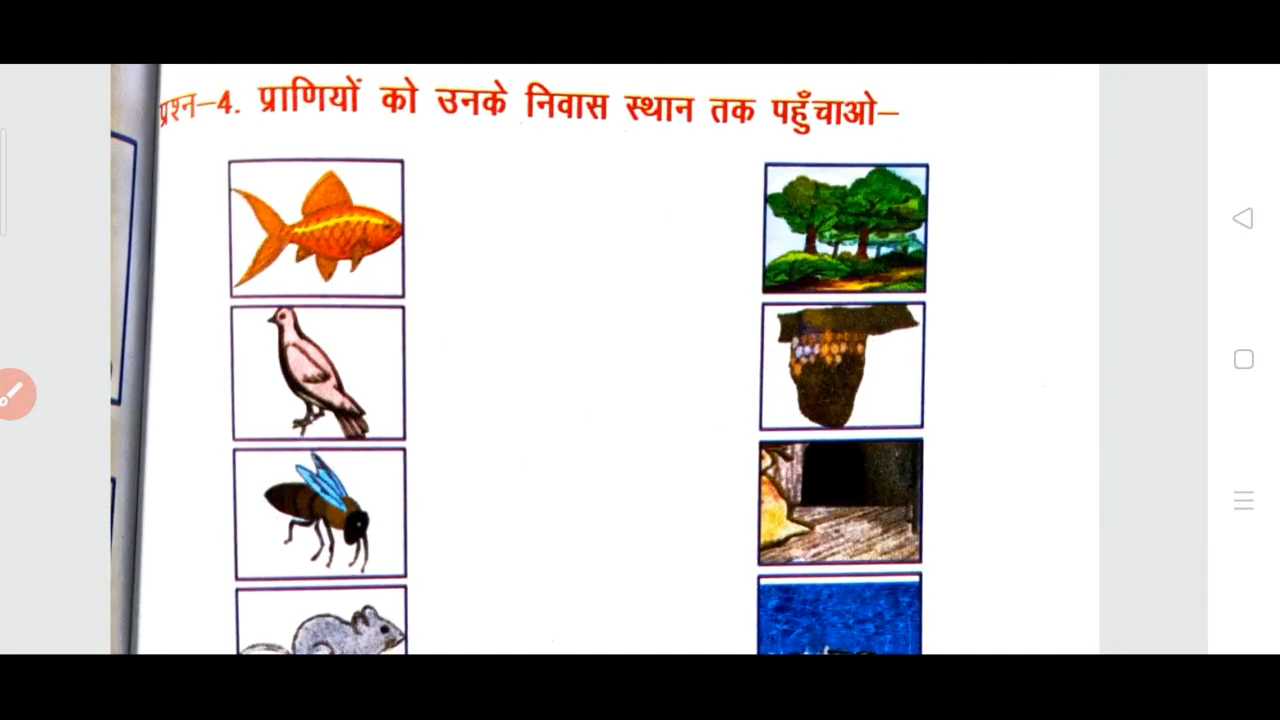 प्रश्न–4. प्राणियों को उनके निवास स्थान तक पहुँचाओ–